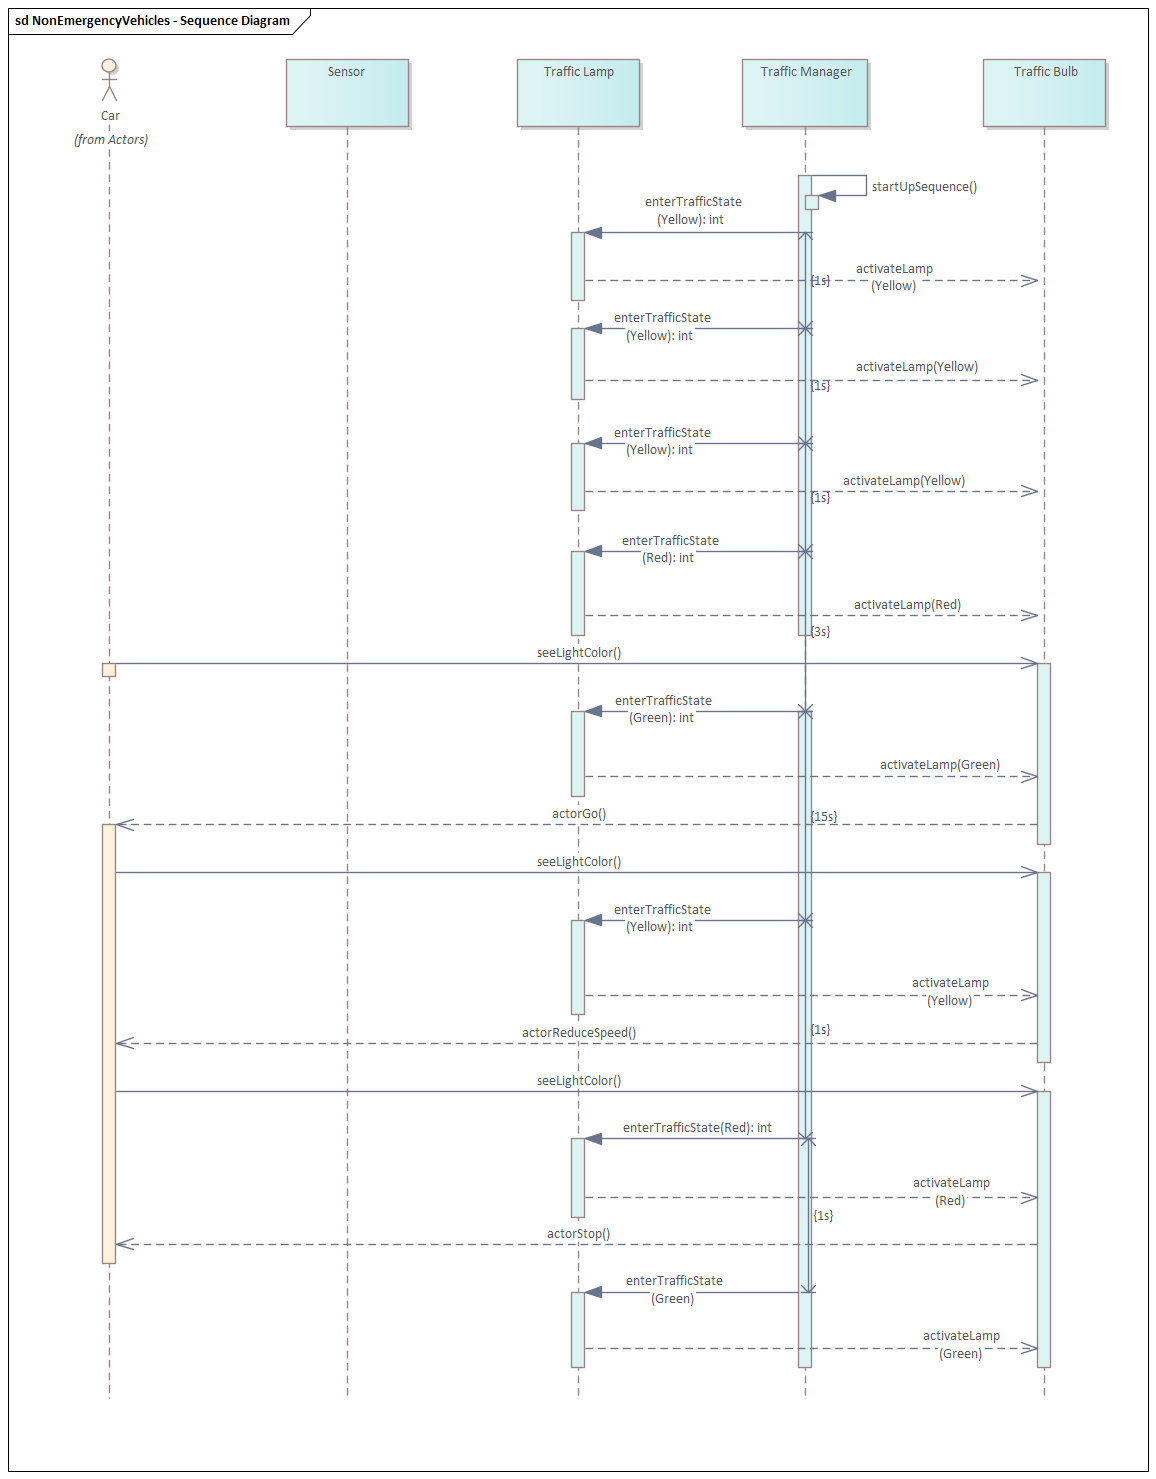 sd NonEmergencyVehicles - Sequence Diagram
Sensor
Traffic Lamp
Traffic Manager
Traffic Bulb
Car
(from Actors)
startUpSequence()
enterTrafficState
(Yellow): int
activateLamp
(Yellow)
{1s}
enterTrafficState
(Yellow): int
activateLamp(Yellow)
{1s}
enterTrafficState
(Yellow): int
activateLamp(Yellow)
{1s}
enterTrafficState
(Red): int
activateLamp(Red)
{3s}
seeLightColor()
enterTrafficState
(Green): int
activateLamp(Green)
actorGo()
{15s}
seeLightColor()
enterTrafficState
(Yellow): int
activateLamp
(Yellow)
actorReduceSpeed()
{1s}
seeLightColor()
enterTrafficState(Red): int
activateLamp
(Red)
{1s}
actorStop()
enterTrafficState
(Green)
activateLamp
(Green)